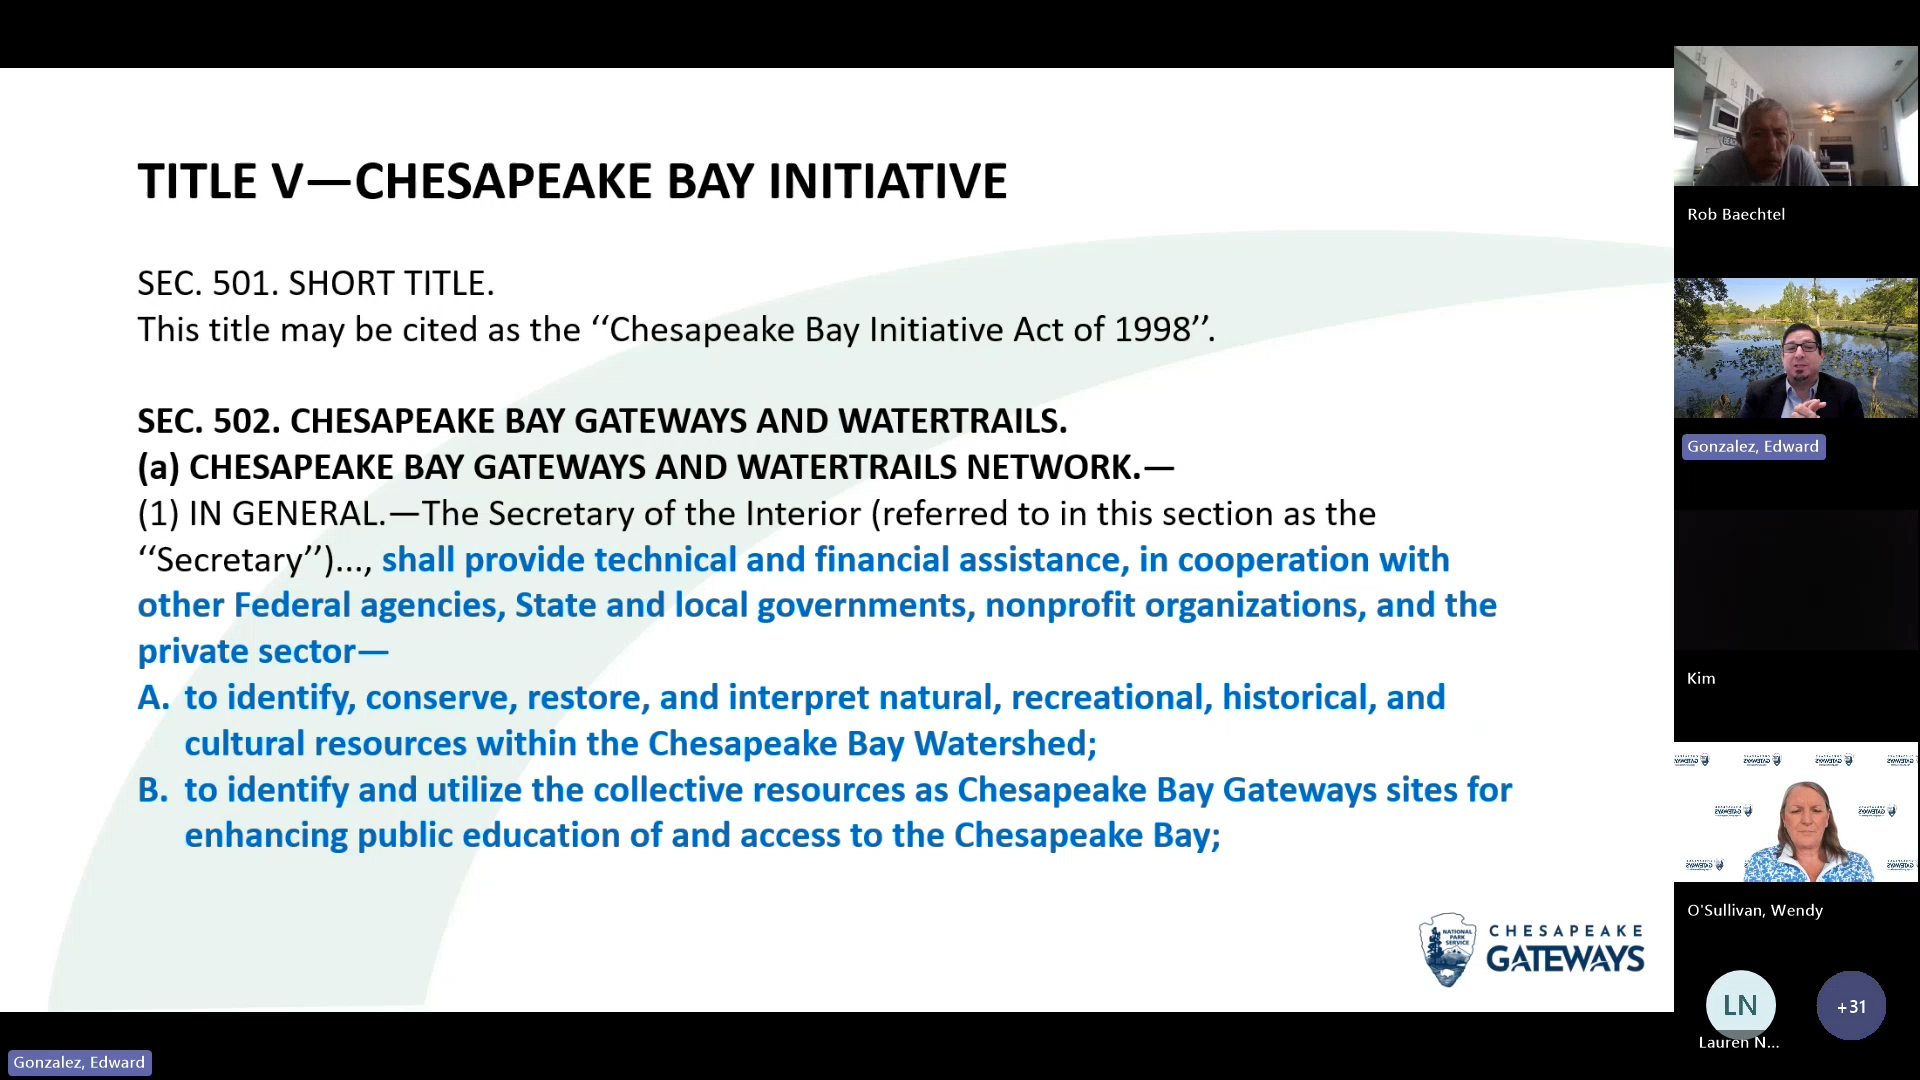 TITLE V—CHESAPEAKE BAY INITIATIVE
SEC. 501. SHORT TITLE.
This title may be cited as the ‘‘Chesapeake Bay Initiative Act of 1998’’.
SEC. 502. CHESAPEAKE BAY GATEWAYS AND WATERTRAILS.
(a) CHESAPEAKE BAY GATEWAYS AND WATERTRAILS NETWORK.—
(1) IN GENERAL.—The Secretary of the Interior (referred to in this section as the
‘‘Secretary’’)..., shall provide technical and financial assistance, in cooperation with
other Federal agencies, State and local governments, nonprofit organizations, and the
private sector—
A. to identify, conserve, restore, and interpret natural, recreational, historical, and
cultural resources within the Chesapeake Bay Watershed;
B. to identify and utilize the collective resources as Chesapeake Bay Gateways sites for
enhancing public education of and access to the Chesapeake Bay;
NATIONAL
PARK
SERVICE
CHESAPEAKE
GATEWAYS
Gonzalez, Edward
Rob Baechtel
Gonzalez, Edward
Kim
O'Sullivan, Wendy
LN
+31
Lauren N...